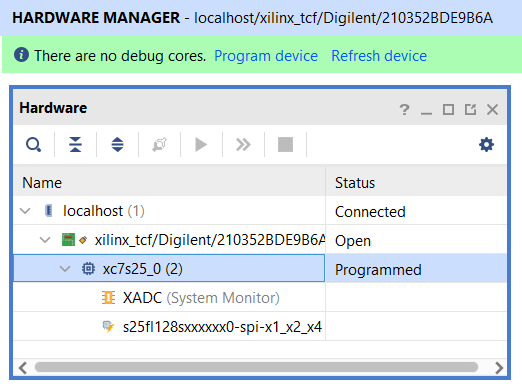 HARDWARE MANAGER - localhost/xilinx_tcf/Digilent/210352BDE9B6A
There are no debug cores. Program device Refresh device
Hardware
Name Status
localhost (1) Connected
xilinx_tcf/Digilent/210352BDE9B6A Open
xc7s25_0 (2) Programmed
XADC (System Monitor)
s25fl128sxxxxxx0-spi-x1_x2_x4